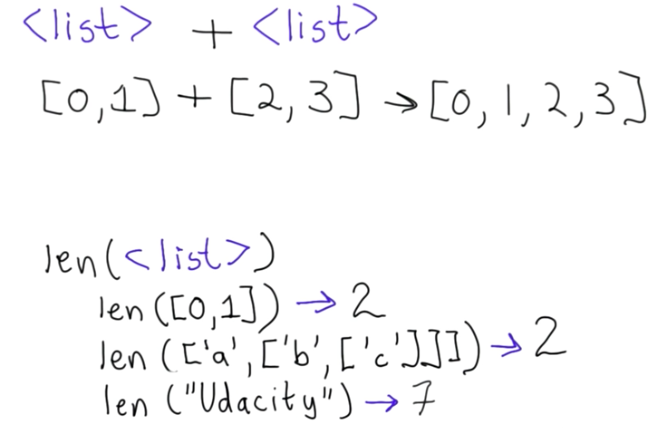 <list> + <list>
[0,1] + [2,3] → [0,1,2,3]
len(<list>)
len([0,1]) → 2
len(['a',['b',['c']]]) → 2
len("Udacity") → 7